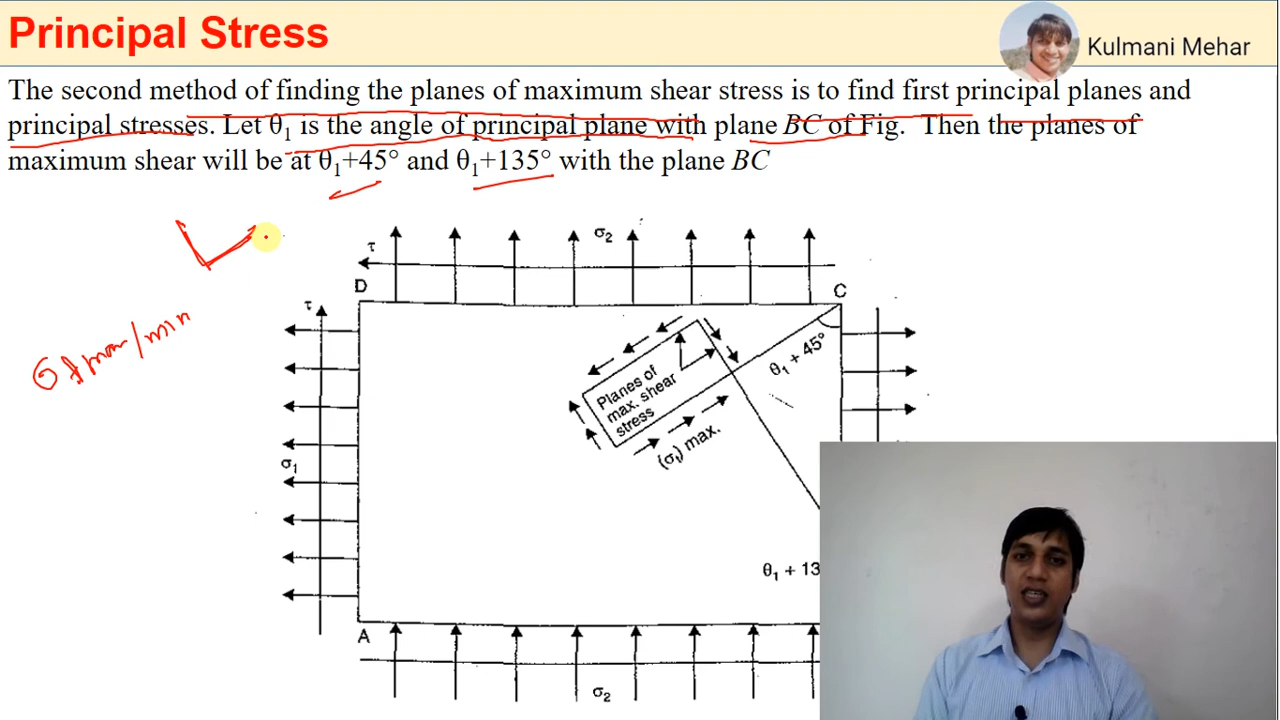 Principal Stress
Kulmani Mehar
The second method of finding the planes of maximum shear stress is to find first principal planes and
principal stresses. Let θ₁ is the angle of principal plane with plane BC of Fig. Then the planes of
maximum shear will be at θ₁+45° and θ₁+135° with the plane BC
σ₂
τ
D
C
τ
θ₁ + 45°
Planes of
max. shear
stress
(σ₁) max.
max/min
σ₁
θ₁ + 13
A
σ₂